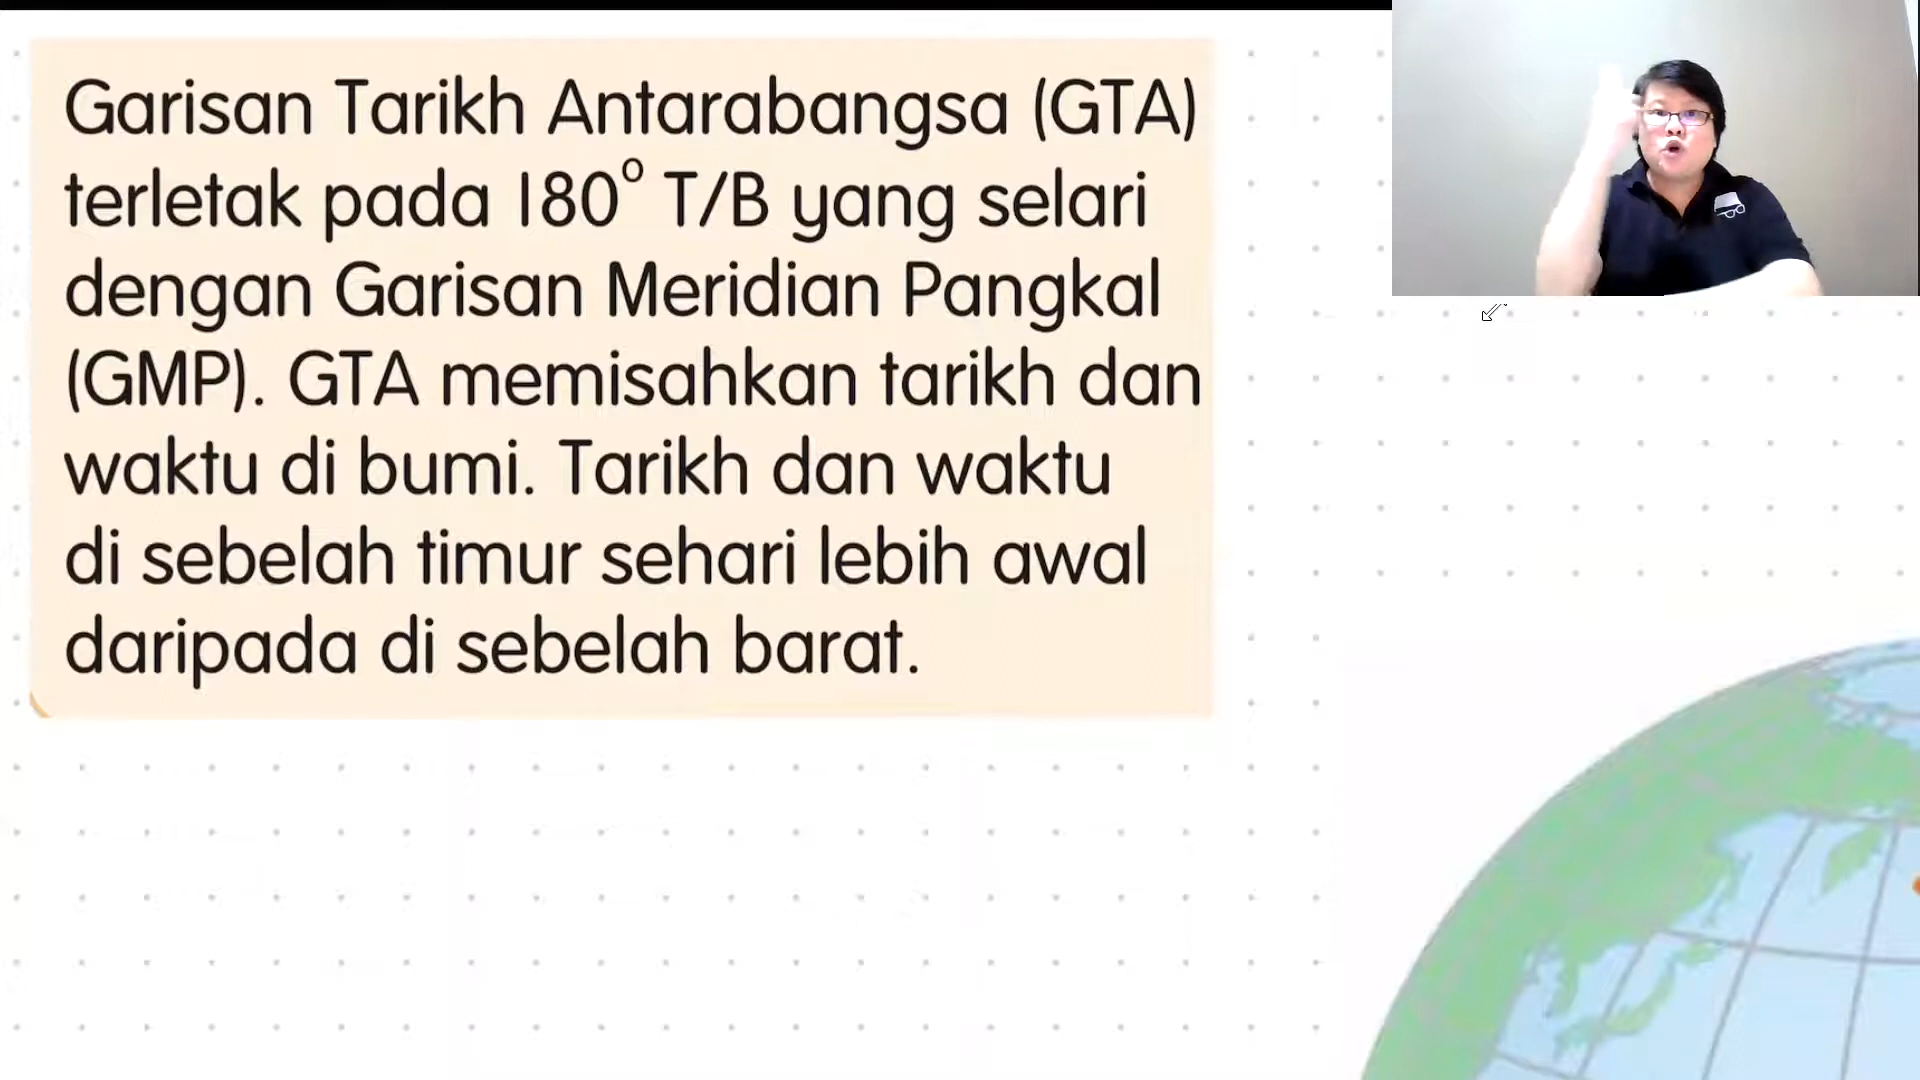 Garisan Tarikh Antarabangsa (GTA)
terletak pada 180° T/B yang selari
dengan Garisan Meridian Pangkal
(GMP). GTA memisahkan tarikh dan
waktu di bumi. Tarikh dan waktu
di sebelah timur sehari lebih awal
daripada di sebelah barat.